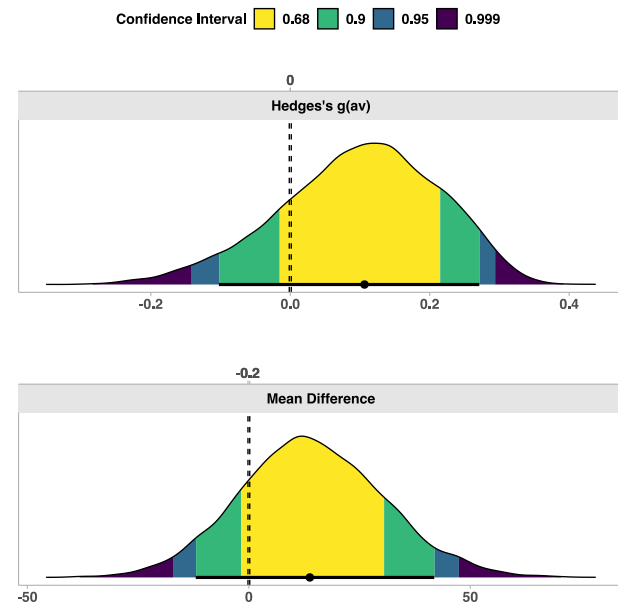 Confidence Interval 0.68 0.9 0.95 0.999
0
Hedges's g(av)
-0.2 0.0 0.2 0.4
-0.2
Mean Difference
-50 0 50